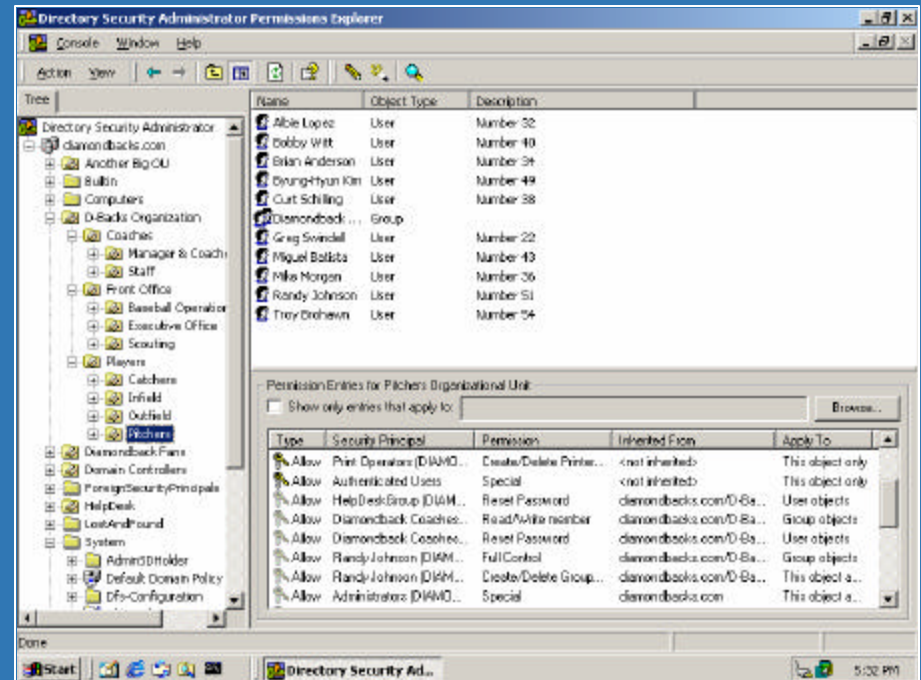 Directory Security Administrator Permissions Explorer
Console Window Help
Action View
Tree
Directory Security Administrator
diamondbacks.com
Another Big OU
Builtin
Computers
D-Backs Organization
Coaches
Manager & Coach
Staff
Front Office
Baseball Operation
Executive Office
Scouting
Players
Catchers
Infield
Outfield
Pitchers
Diamondback Fans
Domain Controllers
ForeignSecurityPrincipals
HelpDesk
LostAndFound
System
AdminSDHolder
Default Domain Policy
Dfs-Configuration
Name Object Type Description
Albie Lopez User Number 32
Bobby Witt User Number 40
Brian Anderson User Number 34
Byung-Hyun Kim User Number 49
Curt Schilling User Number 38
Diamondback ... Group
Greg Swindell User Number 22
Miguel Batista User Number 43
Mike Morgan User Number 36
Randy Johnson User Number 51
Troy Brohawn User Number 54
Permission Entries for Pitchers Organizational Unit
Show only entries that apply to: Browse...
Type Security Principal Permission Inherited From Apply To
Allow Print Operators (DIAMO... Create/Delete Printer... <not inherited> This object only
Allow Authenticated Users Special <not inherited> This object only
Allow HelpDeskGroup (DIAM... Reset Password diamondbacks.com/D-Ba... User objects
Allow Diamondback Coaches... Read/Write member diamondbacks.com/D-Ba... Group objects
Allow Diamondback Coaches... Reset Password diamondbacks.com/D-Ba... User objects
Allow Randy Johnson (DIAM... Full Control diamondbacks.com/D-Ba... Group objects
Allow Randy Johnson (DIAM... Create/Delete Group... diamondbacks.com/D-Ba... This object a...
Allow Administrators (DIAMO... Special diamondbacks.com This object a...
Done
Start Directory Security Ad... 5:32 PM